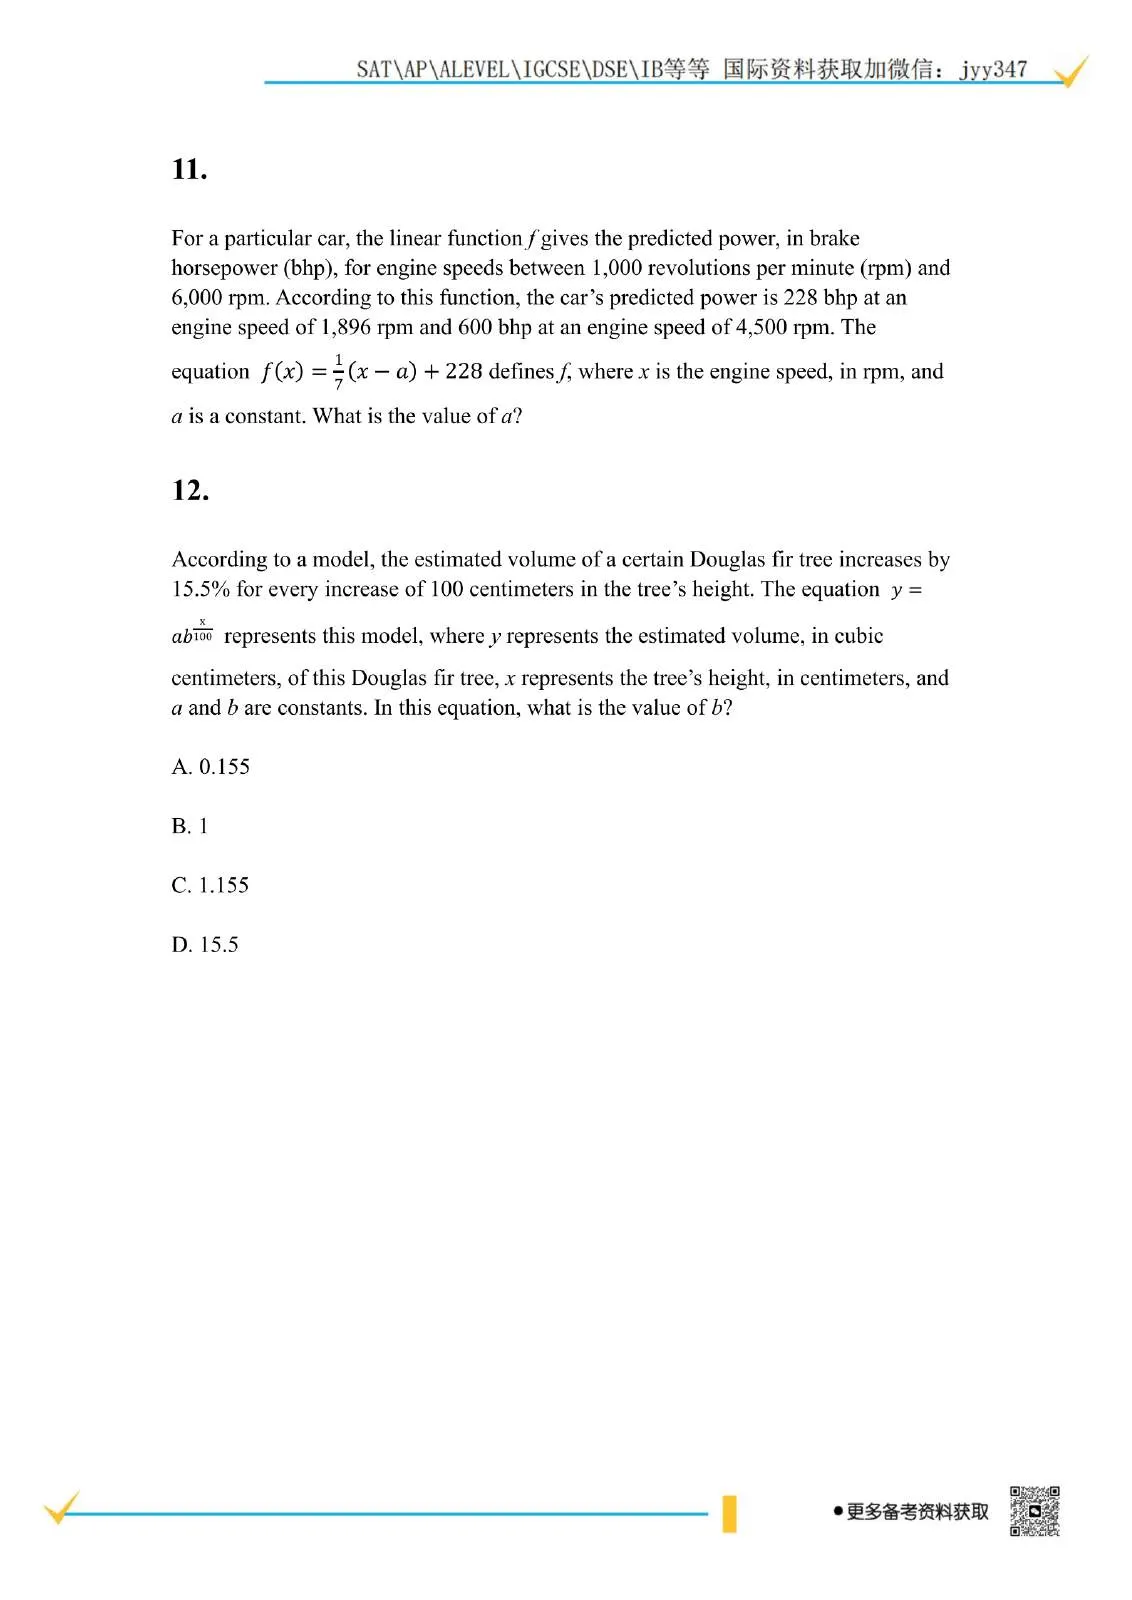 SAT\AP\ALEVEL\IGCSE\DSE\IB等等 国际资料获取加微信：jyy347
11.
For a particular car, the linear function f gives the predicted power, in brake
horsepower (bhp), for engine speeds between 1,000 revolutions per minute (rpm) and
6,000 rpm. According to this function, the car’s predicted power is 228 bhp at an
engine speed of 1,896 rpm and 600 bhp at an engine speed of 4,500 rpm. The
equation f(x) = 1/7 (x − a) + 228 defines f, where x is the engine speed, in rpm, and
a is a constant. What is the value of a?
12.
According to a model, the estimated volume of a certain Douglas fir tree increases by
15.5% for every increase of 100 centimeters in the tree’s height. The equation y =
ab^(x/100) represents this model, where y represents the estimated volume, in cubic
centimeters, of this Douglas fir tree, x represents the tree’s height, in centimeters, and
a and b are constants. In this equation, what is the value of b?
A. 0.155
B. 1
C. 1.155
D. 15.5
●更多备考资料获取